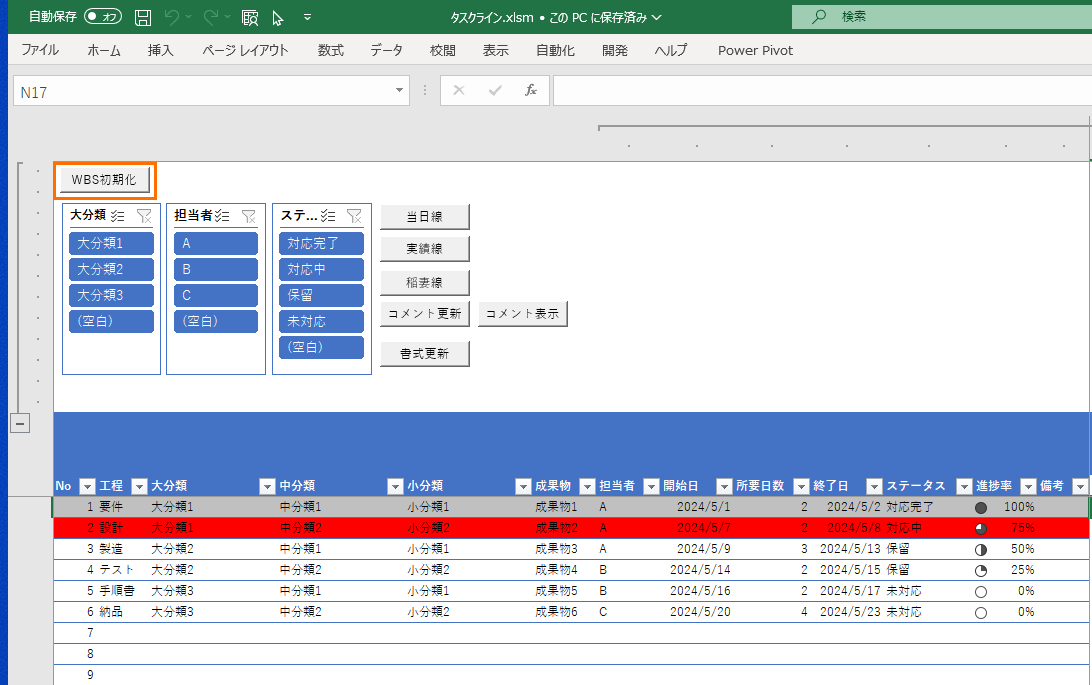 自動保存 オフ タスクライン.xlsm • この PC に保存済み 検索
ファイル ホーム 挿入 ページ レイアウト 数式 データ 校閲 表示 自動化 開発 ヘルプ Power Pivot
N17 fx
WBS初期化
大分類
大分類1
大分類2
大分類3
(空白)
担当者
A
B
C
(空白)
ステ...
対応完了
対応中
保留
未対応
(空白)
当日線
実績線
稲妻線
コメント更新 コメント表示
書式更新
No 工程 大分類 中分類 小分類 成果物 担当者 開始日 所要日数 終了日 ステータス 進捗率 備考
1 要件 大分類1 中分類1 小分類1 成果物1 A 2024/5/1 2 2024/5/2 対応完了 100%
2 設計 大分類1 中分類2 小分類2 成果物2 A 2024/5/7 2 2024/5/8 対応中 75%
3 製造 大分類2 中分類1 小分類1 成果物3 A 2024/5/9 3 2024/5/13 保留 50%
4 テスト 大分類2 中分類2 小分類2 成果物4 B 2024/5/14 2 2024/5/15 保留 25%
5 手順書 大分類3 中分類1 小分類1 成果物5 B 2024/5/16 2 2024/5/17 未対応 0%
6 納品 大分類3 中分類2 小分類2 成果物6 C 2024/5/20 4 2024/5/23 未対応 0%
7
8
9